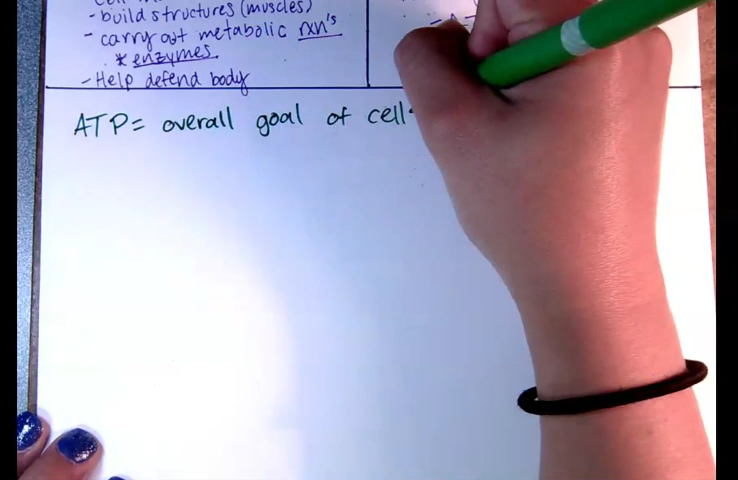 - build structures (muscles)
- carry out metabolic rxn's
* enzymes
- Help defend body
ATP = overall goal of cell